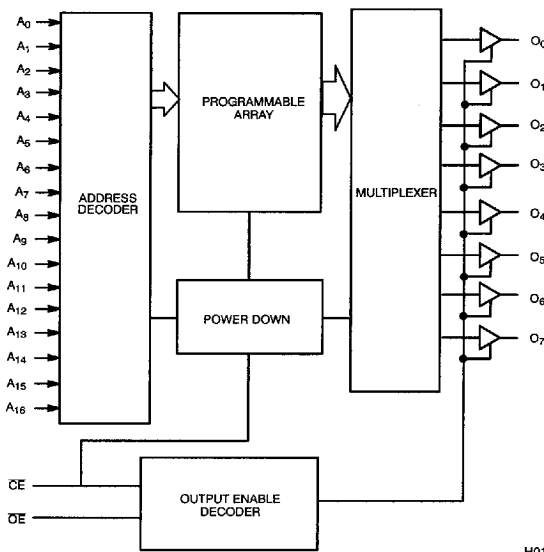 A0
A1
A2
A3
A4
A5
A6
A7
A8
A9
A10
A11
A12
A13
A14
A15
A16
ADDRESS
DECODER
PROGRAMMABLE
ARRAY
POWER DOWN
MULTIPLEXER
O0
O1
O2
O3
O4
O5
O6
O7
CE
OE
OUTPUT ENABLE
DECODER